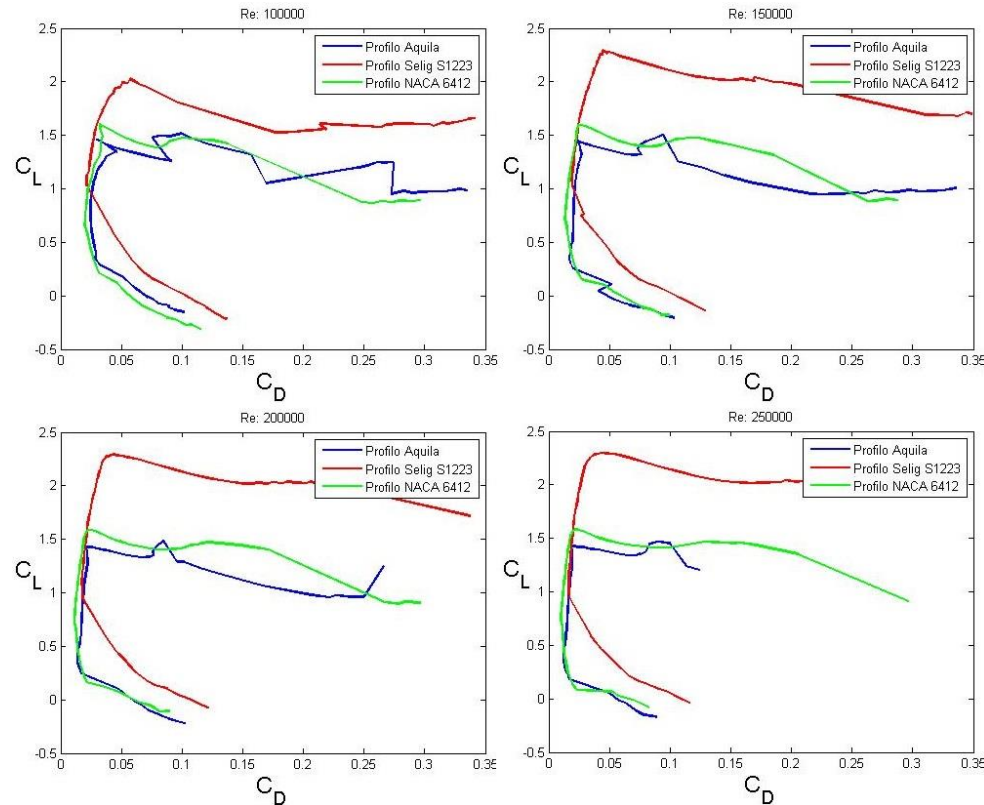 Re: 100000
2.5
2
1.5
1
0.5
0
-0.5
0 0.05 0.1 0.15 0.2 0.25 0.3 0.35
C_L
C_D
Profilo Aquila
Profilo Selig S1223
Profilo NACA 6412
Re: 150000
2.5
2
1.5
1
0.5
0
-0.5
0 0.05 0.1 0.15 0.2 0.25 0.3 0.35
C_L
C_D
Profilo Aquila
Profilo Selig S1223
Profilo NACA 6412
Re: 200000
2.5
2
1.5
1
0.5
0
-0.5
0 0.05 0.1 0.15 0.2 0.25 0.3 0.35
C_L
C_D
Profilo Aquila
Profilo Selig S1223
Profilo NACA 6412
Re: 250000
2.5
2
1.5
1
0.5
0
-0.5
0 0.05 0.1 0.15 0.2 0.25 0.3 0.35
C_L
C_D
Profilo Aquila
Profilo Selig S1223
Profilo NACA 6412